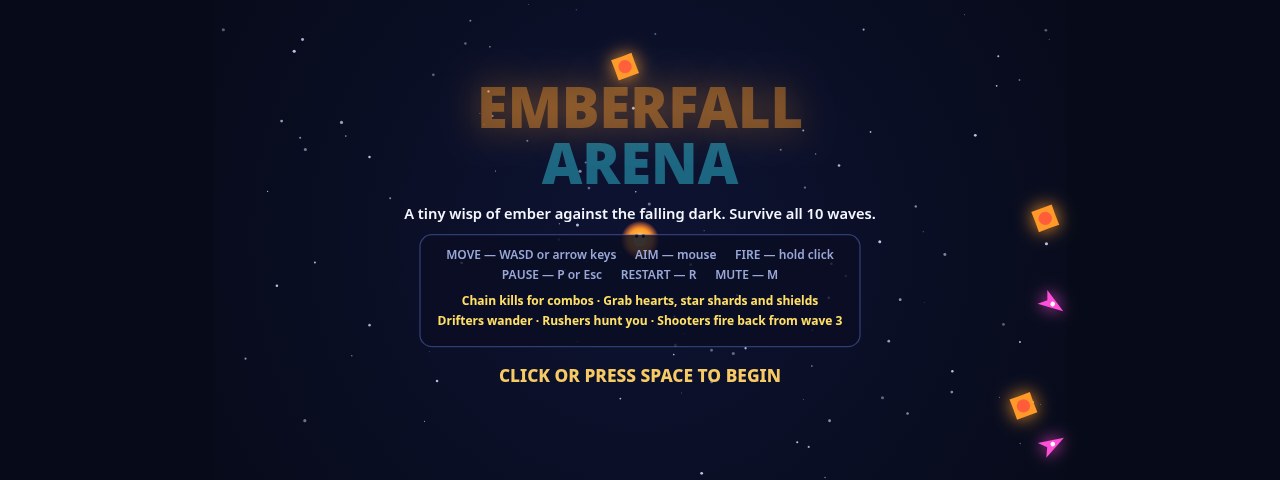 EMBERFALL
ARENA
A tiny wisp of ember against the falling dark. Survive all 10 waves.
MOVE — WASD or arrow keys AIM — mouse FIRE — hold click
PAUSE — P or Esc RESTART — R MUTE — M
Chain kills for combos · Grab hearts, star shards and shields
Drifters wander · Rushers hunt you · Shooters fire back from wave 3
CLICK OR PRESS SPACE TO BEGIN